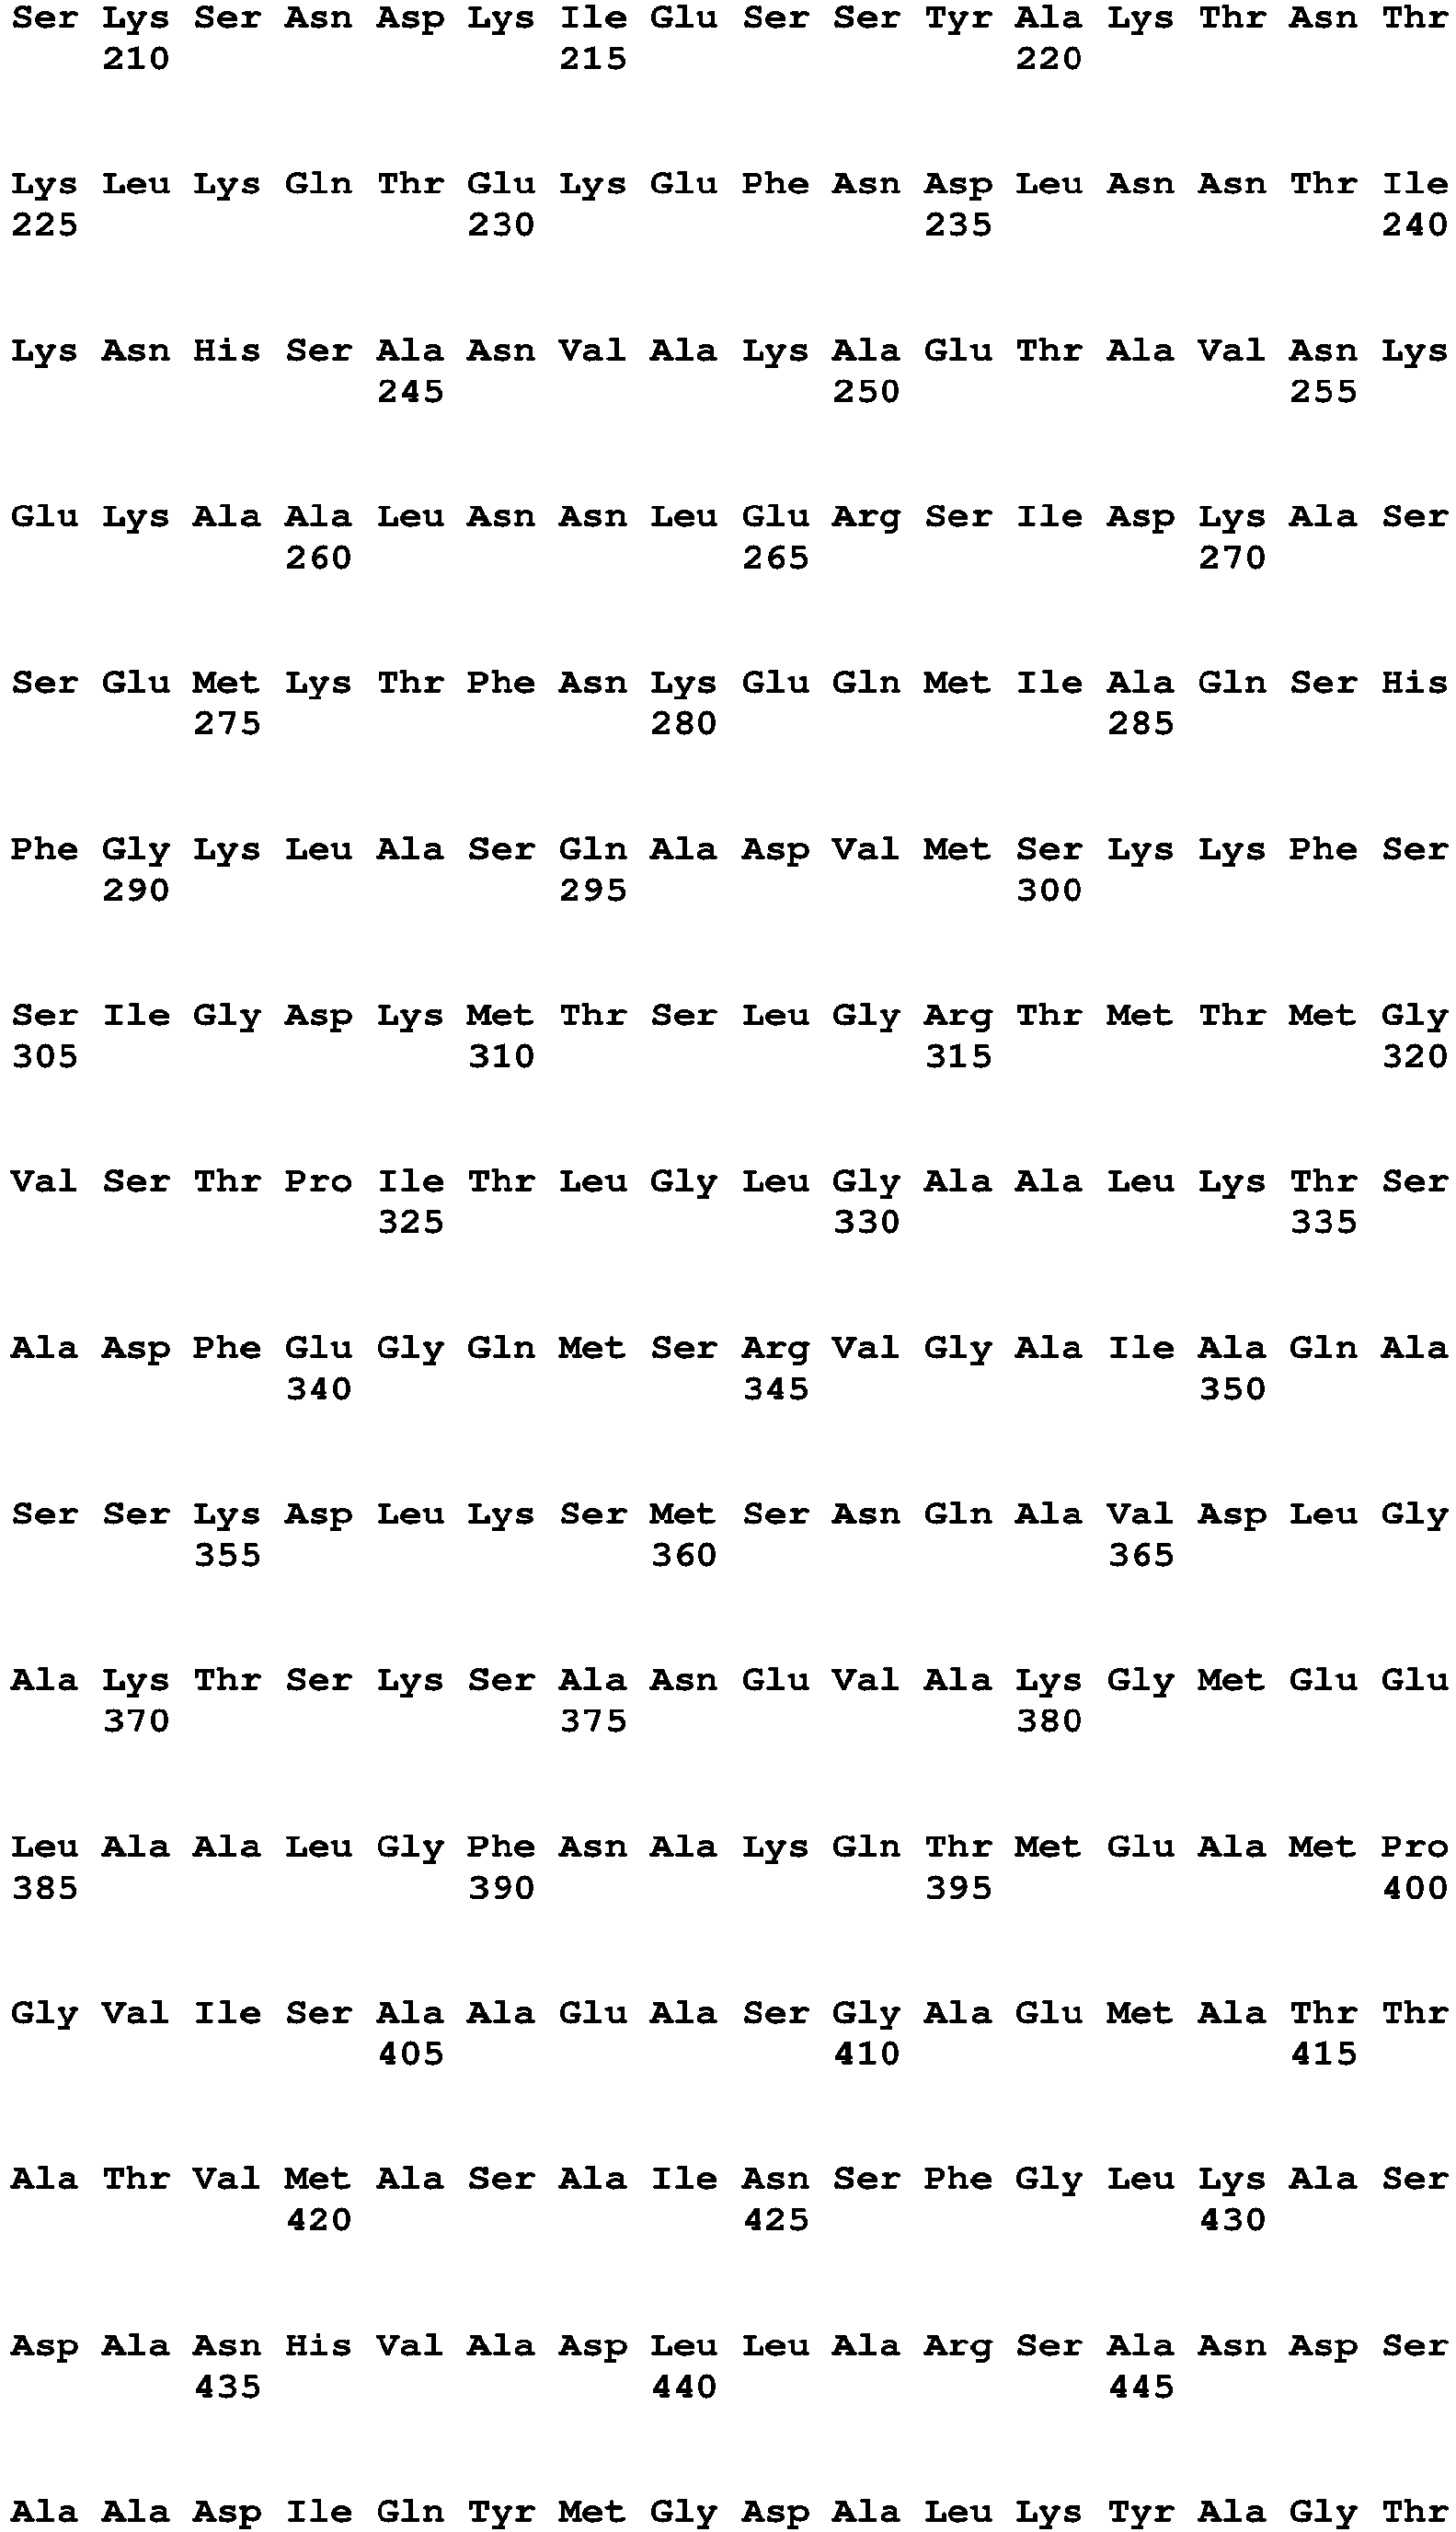 Ser Lys Ser Asn Asp Lys Ile Glu Ser Ser Tyr Ala Lys Thr Asn Thr
210 215 220
Lys Leu Lys Gln Thr Glu Lys Glu Phe Asn Asp Leu Asn Asn Thr Ile
225 230 235 240
Lys Asn His Ser Ala Asn Val Ala Lys Ala Glu Thr Ala Val Asn Lys
245 250 255
Glu Lys Ala Ala Leu Asn Asn Leu Glu Arg Ser Ile Asp Lys Ala Ser
260 265 270
Ser Glu Met Lys Thr Phe Asn Lys Glu Gln Met Ile Ala Gln Ser His
275 280 285
Phe Gly Lys Leu Ala Ser Gln Ala Asp Val Met Ser Lys Lys Phe Ser
290 295 300
Ser Ile Gly Asp Lys Met Thr Ser Leu Gly Arg Thr Met Thr Met Gly
305 310 315 320
Val Ser Thr Pro Ile Thr Leu Gly Leu Gly Ala Ala Leu Lys Thr Ser
325 330 335
Ala Asp Phe Glu Gly Gln Met Ser Arg Val Gly Ala Ile Ala Gln Ala
340 345 350
Ser Ser Lys Asp Leu Lys Ser Met Ser Asn Gln Ala Val Asp Leu Gly
355 360 365
Ala Lys Thr Ser Lys Ser Ala Asn Glu Val Ala Lys Gly Met Glu Glu
370 375 380
Leu Ala Ala Leu Gly Phe Asn Ala Lys Gln Thr Met Glu Ala Met Pro
385 390 395 400
Gly Val Ile Ser Ala Ala Glu Ala Ser Gly Ala Glu Met Ala Thr Thr
405 410 415
Ala Thr Val Met Ala Ser Ala Ile Asn Ser Phe Gly Leu Lys Ala Ser
420 425 430
Asp Ala Asn His Val Ala Asp Leu Leu Ala Arg Ser Ala Asn Asp Ser
435 440 445
Ala Ala Asp Ile Gln Tyr Met Gly Asp Ala Leu Lys Tyr Ala Gly Thr